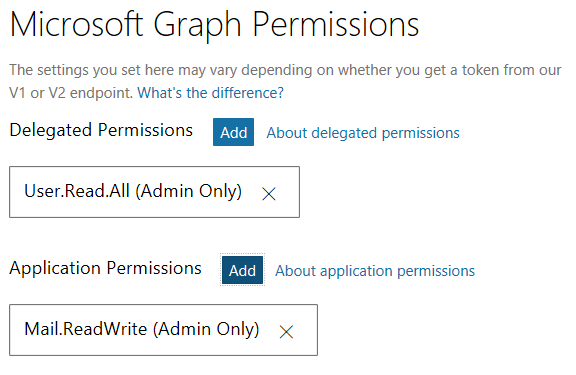 Microsoft Graph Permissions
The settings you set here may vary depending on whether you get a token from our
V1 or V2 endpoint. What's the difference?
Delegated Permissions Add About delegated permissions
User.Read.All (Admin Only) ×
Application Permissions Add About application permissions
Mail.ReadWrite (Admin Only) ×